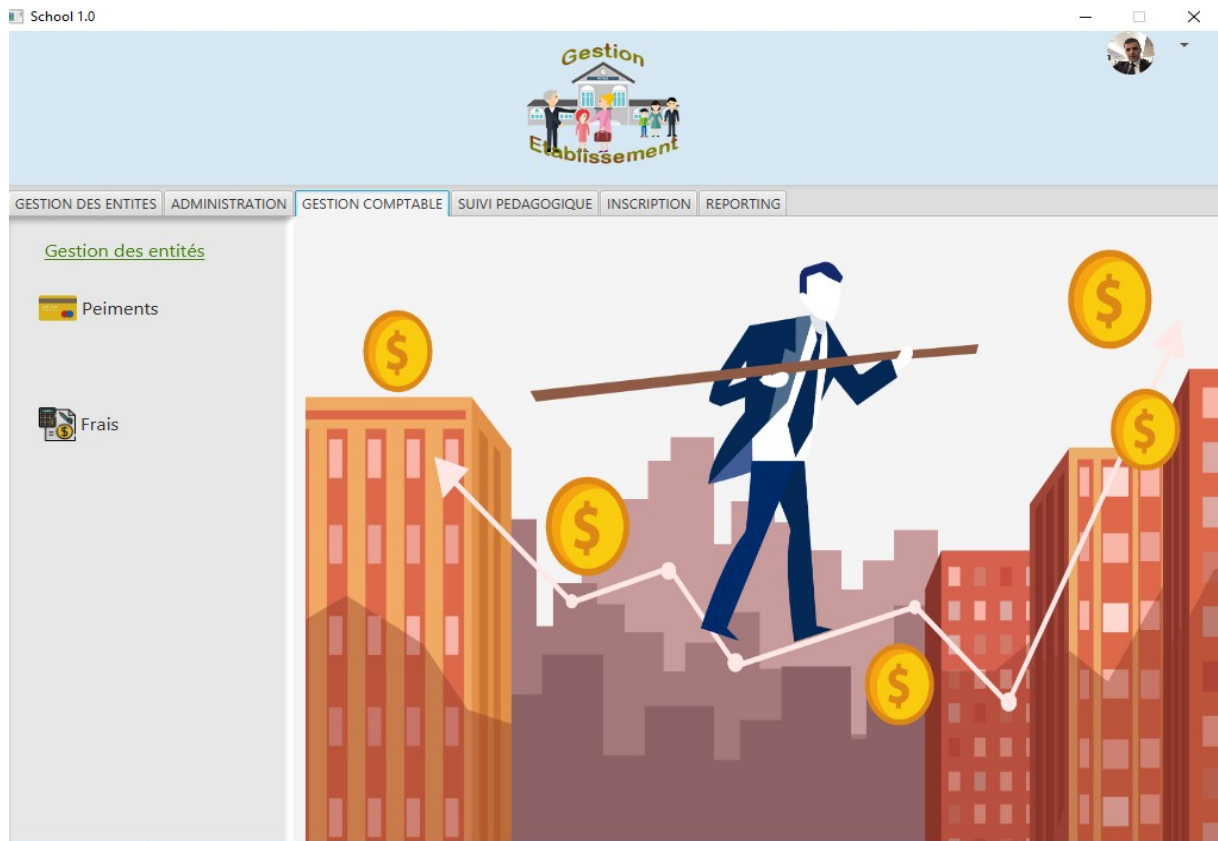 School 1.0
Gestion
Etablissement
GESTION DES ENTITES ADMINISTRATION GESTION COMPTABLE SUIVI PEDAGOGIQUE INSCRIPTION REPORTING
Gestion des entités
Peiments
Frais
$
$
$
$
$